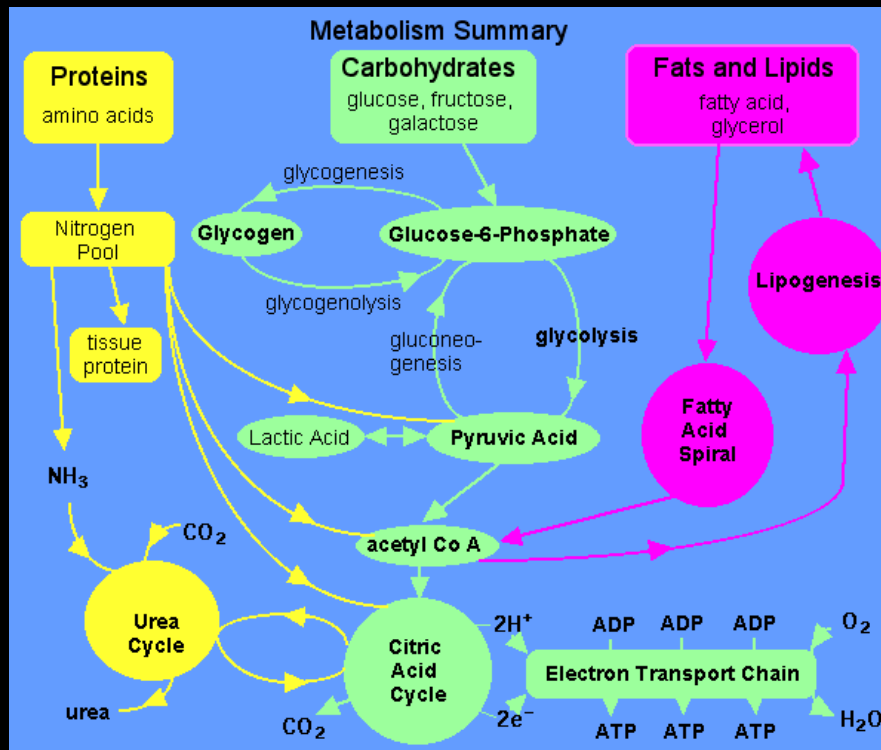 Metabolism Summary
Proteins
amino acids
Carbohydrates
glucose, fructose,
galactose
Fats and Lipids
fatty acid,
glycerol
glycogenesis
Nitrogen
Pool
Glycogen
Glucose-6-Phosphate
Lipogenesis
glycogenolysis
tissue
protein
gluconeo-
genesis
glycolysis
Lactic Acid
Pyruvic Acid
Fatty
Acid
Spiral
NH₃
CO₂
acetyl Co A
Urea
Cycle
urea
Citric
Acid
Cycle
CO₂
2H⁺
2e⁻
ADP ADP ADP
O₂
Electron Transport Chain
ATP ATP ATP
H₂O